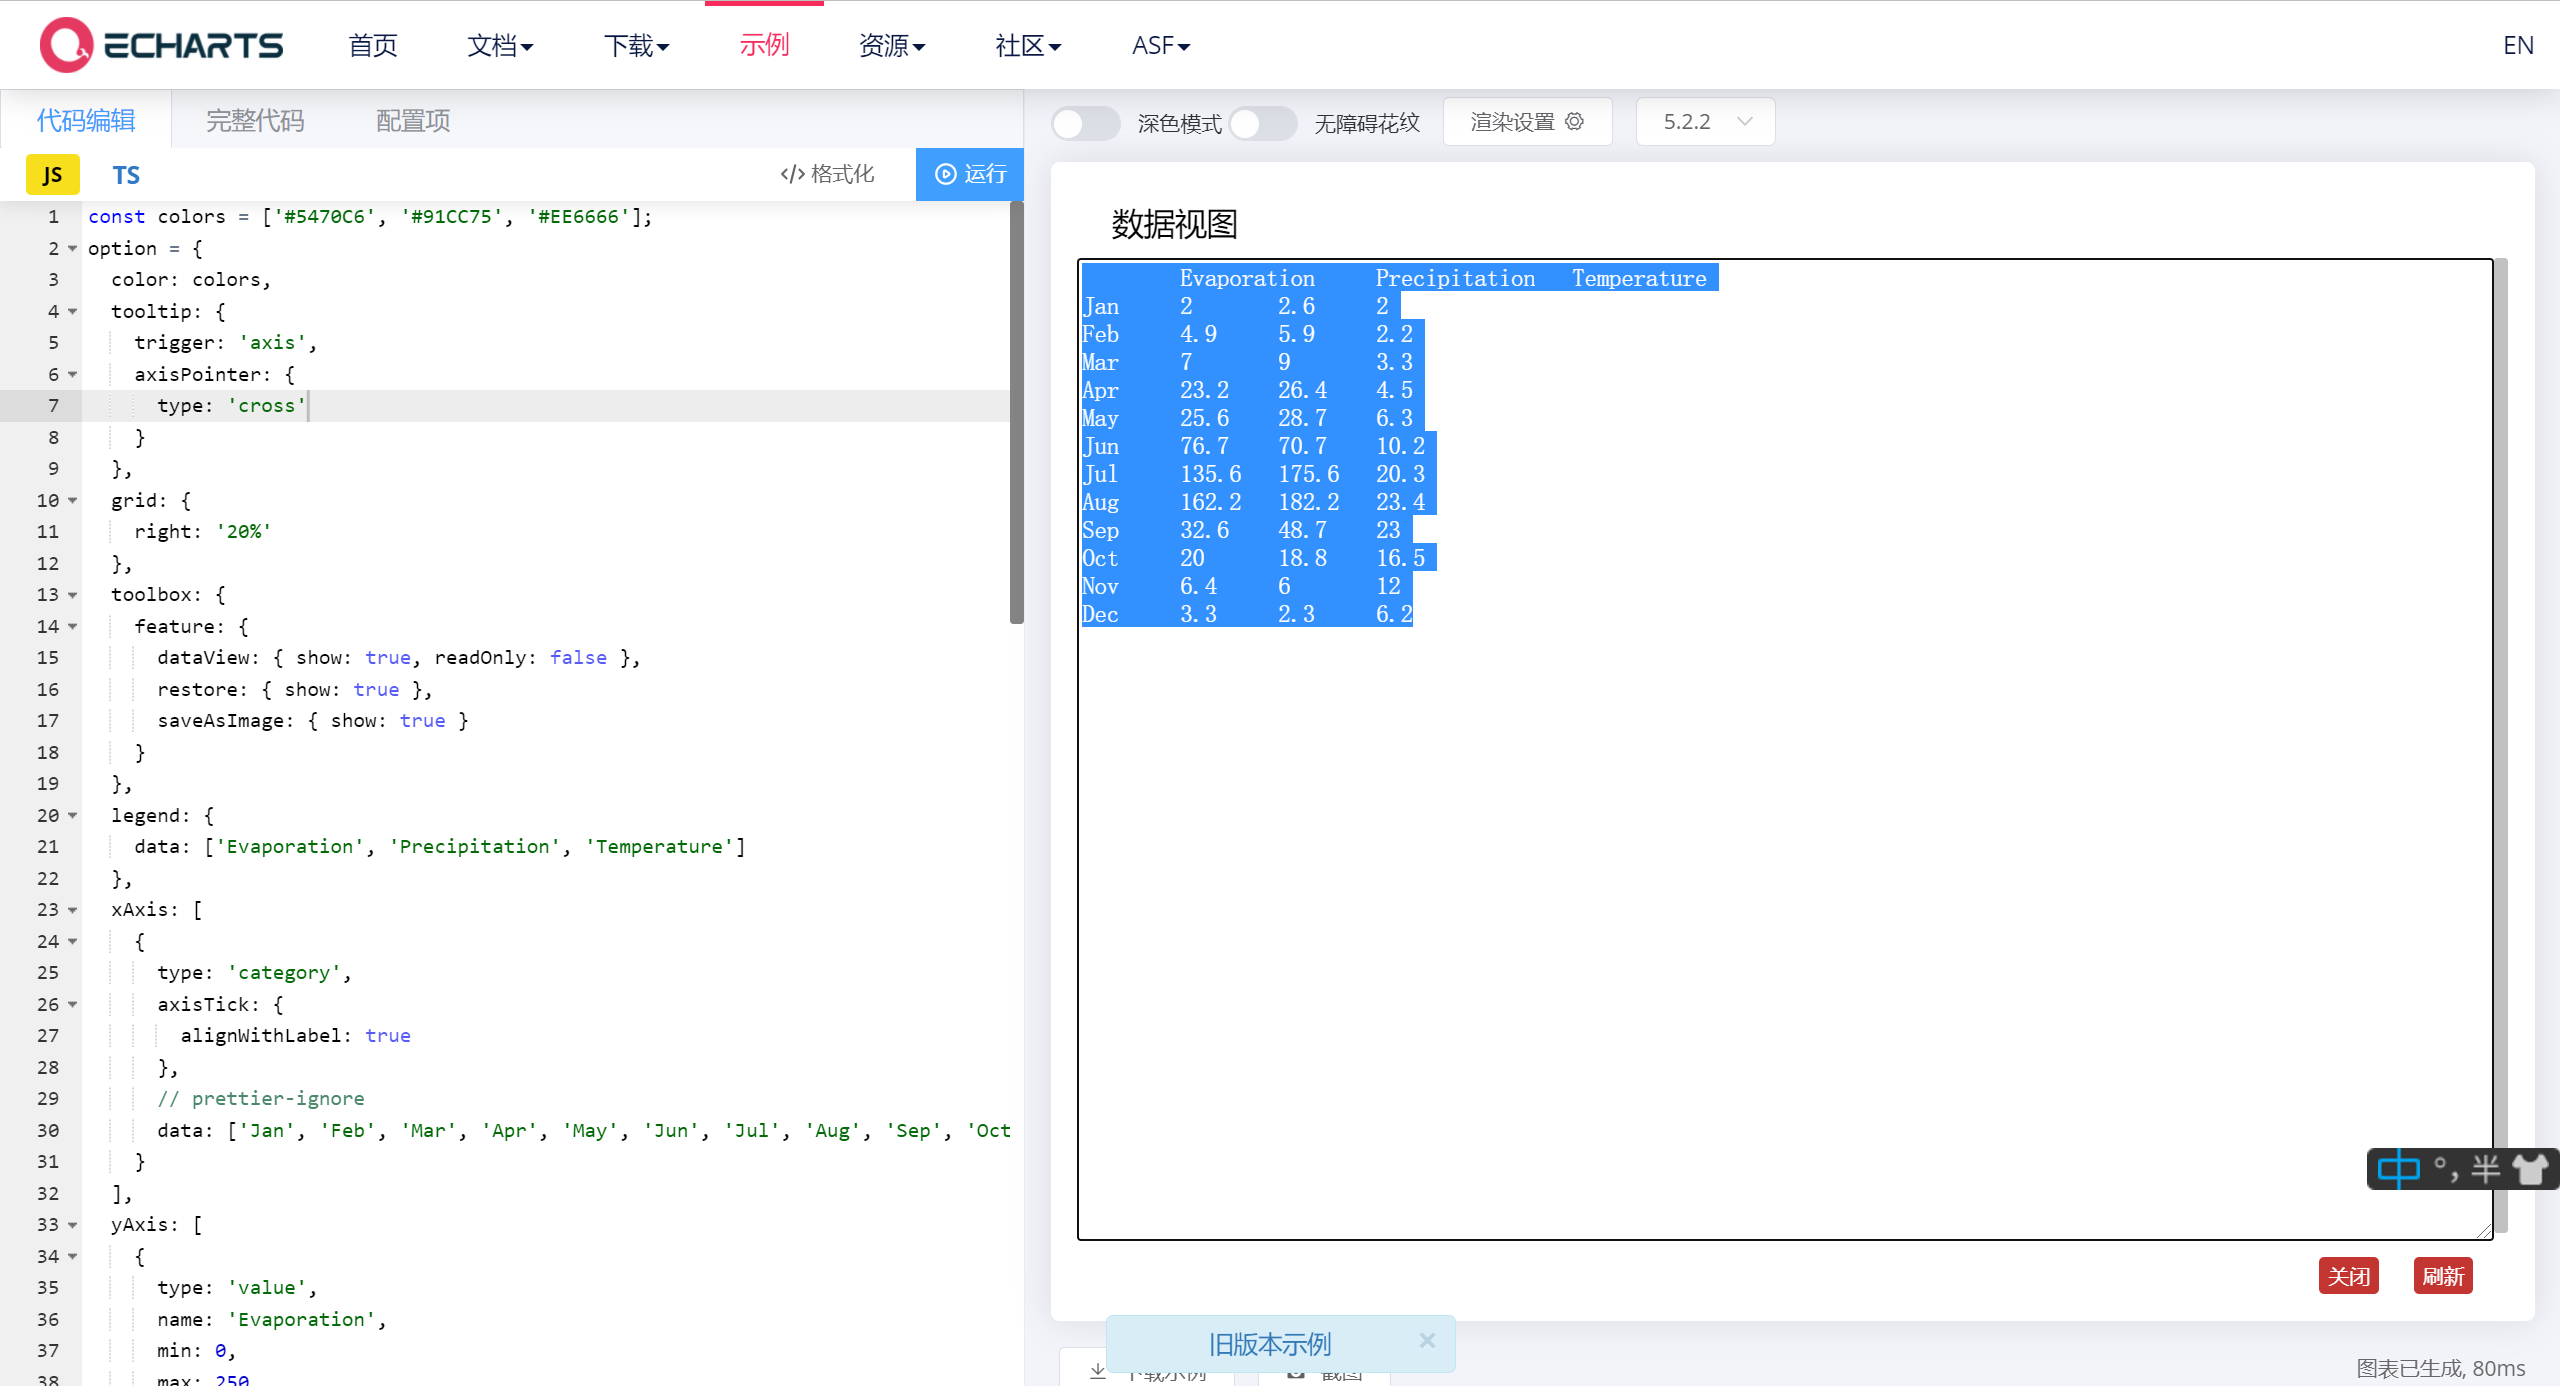 ECHARTS 首页 文档 下载 示例 资源 社区 ASF EN
代码编辑 完整代码 配置项
JS TS </> 格式化 运行
1 const colors = ['#5470C6', '#91CC75', '#EE6666'];
2 option = {
3 color: colors,
4 tooltip: {
5 trigger: 'axis',
6 axisPointer: {
7 type: 'cross'
8 }
9 },
10 grid: {
11 right: '20%'
12 },
13 toolbox: {
14 feature: {
15 dataView: { show: true, readOnly: false },
16 restore: { show: true },
17 saveAsImage: { show: true }
18 }
19 },
20 legend: {
21 data: ['Evaporation', 'Precipitation', 'Temperature']
22 },
23 xAxis: [
24 {
25 type: 'category',
26 axisTick: {
27 alignWithLabel: true
28 },
29 // prettier-ignore
30 data: ['Jan', 'Feb', 'Mar', 'Apr', 'May', 'Jun', 'Jul', 'Aug', 'Sep', 'Oct
31 }
32 ],
33 yAxis: [
34 {
35 type: 'value',
36 name: 'Evaporation',
37 min: 0,
38 max: 250
深色模式 无障碍花纹 渲染设置 5.2.2
数据视图
Evaporation Precipitation Temperature
Jan 2 2.6 2
Feb 4.9 5.9 2.2
Mar 7 9 3.3
Apr 23.2 26.4 4.5
May 25.6 28.7 6.3
Jun 76.7 70.7 10.2
Jul 135.6 175.6 20.3
Aug 162.2 182.2 23.4
Sep 32.6 48.7 23
Oct 20 18.8 16.5
Nov 6.4 6 12
Dec 3.3 2.3 6.2
中 °, 半
关闭 刷新
旧版本示例 ×
下载示例 截图 图表已生成, 80ms